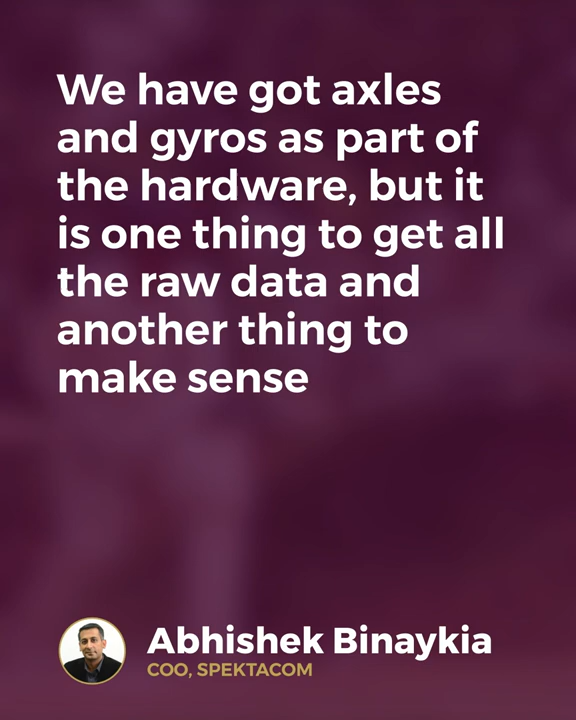 We have got axles
and gyros as part of
the hardware, but it
is one thing to get all
the raw data and
another thing to
make sense
Abhishek Binaykia
COO, SPEKTACOM